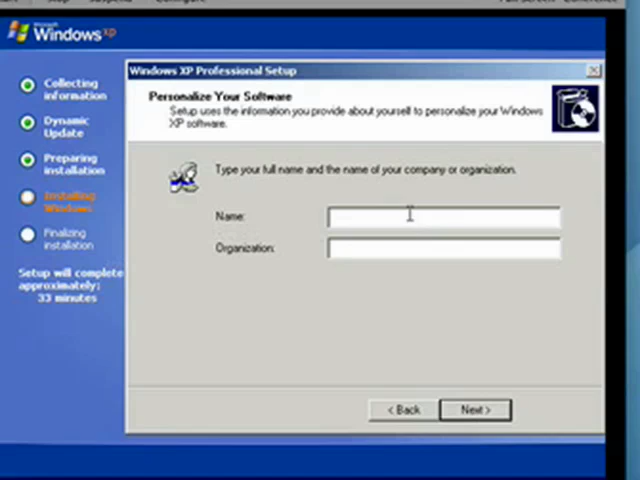 Microsoft
Windows xp
Collecting
information
Dynamic
Update
Preparing
installation
Installing
Windows
Finalizing
installation
Setup will complete
approximately:
33 minutes
Windows XP Professional Setup
Personalize Your Software
Setup uses the information you provide about yourself to personalize your Windows
XP software.
Type your full name and the name of your company or organization.
Name:
Organization:
< Back
Next >